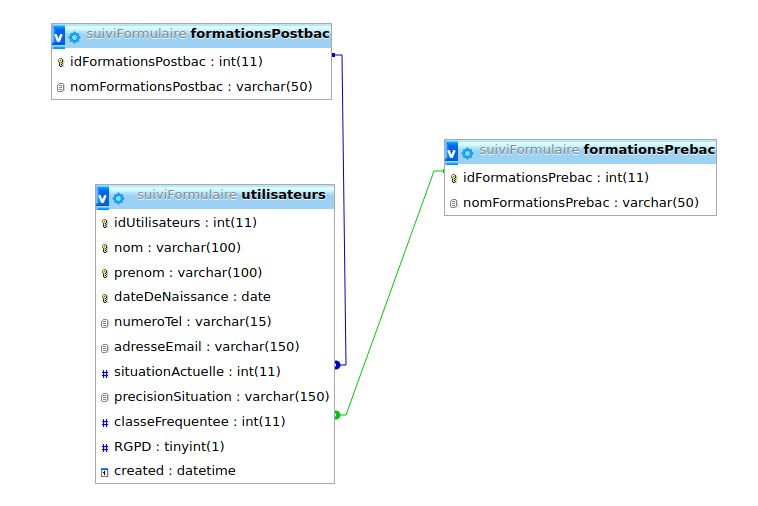 v suiviFormulaire formationsPostbac
idFormationsPostbac : int(11)
nomFormationsPostbac : varchar(50)
v suiviFormulaire formationsPrebac
idFormationsPrebac : int(11)
nomFormationsPrebac : varchar(50)
v suiviFormulaire utilisateurs
idUtilisateurs : int(11)
nom : varchar(100)
prenom : varchar(100)
dateDeNaissance : date
numeroTel : varchar(15)
adresseEmail : varchar(150)
# situationActuelle : int(11)
precisionSituation : varchar(150)
# classeFrequentee : int(11)
# RGPD : tinyint(1)
created : datetime